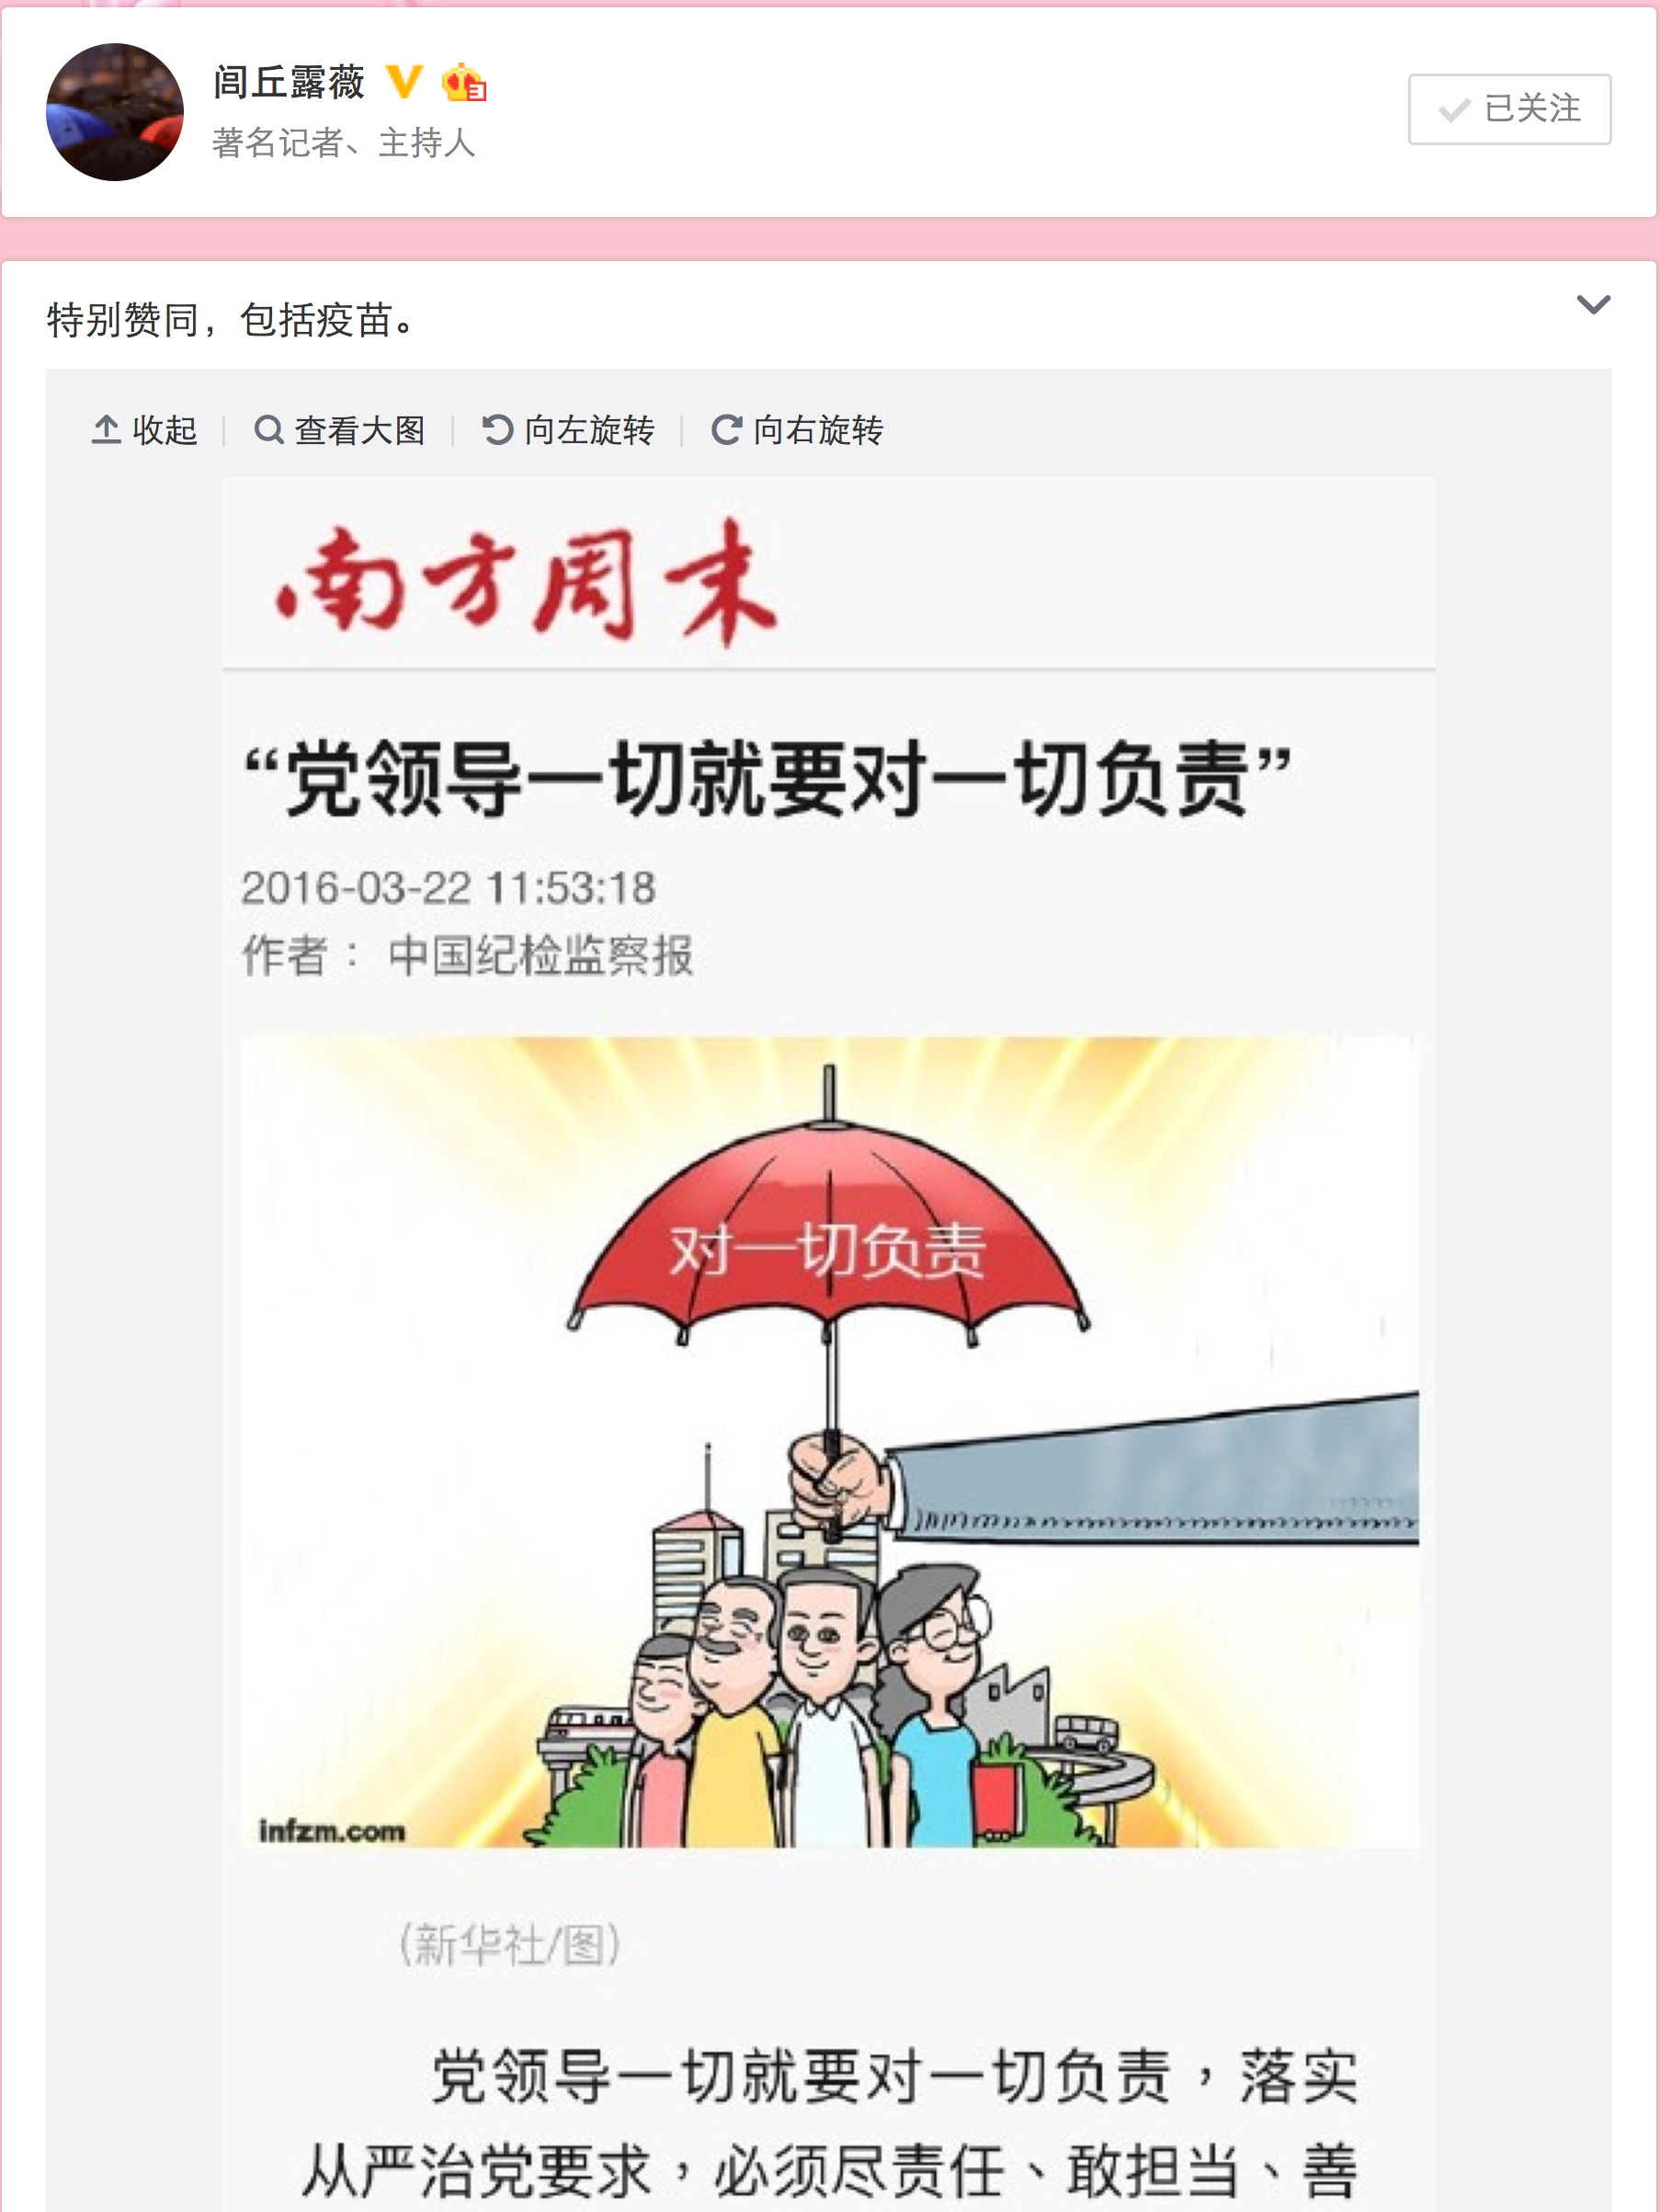 闾丘露薇
著名记者、主持人
已关注
特别赞同，包括疫苗。
收起
查看大图
向左旋转
向右旋转
南方周末
“党领导一切就要对一切负责”
2016-03-22 11:53:18
作者： 中国纪检监察报
对一切负责
infzm.com
(新华社/图)
党领导一切就要对一切负责，落实
从严治党要求，必须尽责任、敢担当、善